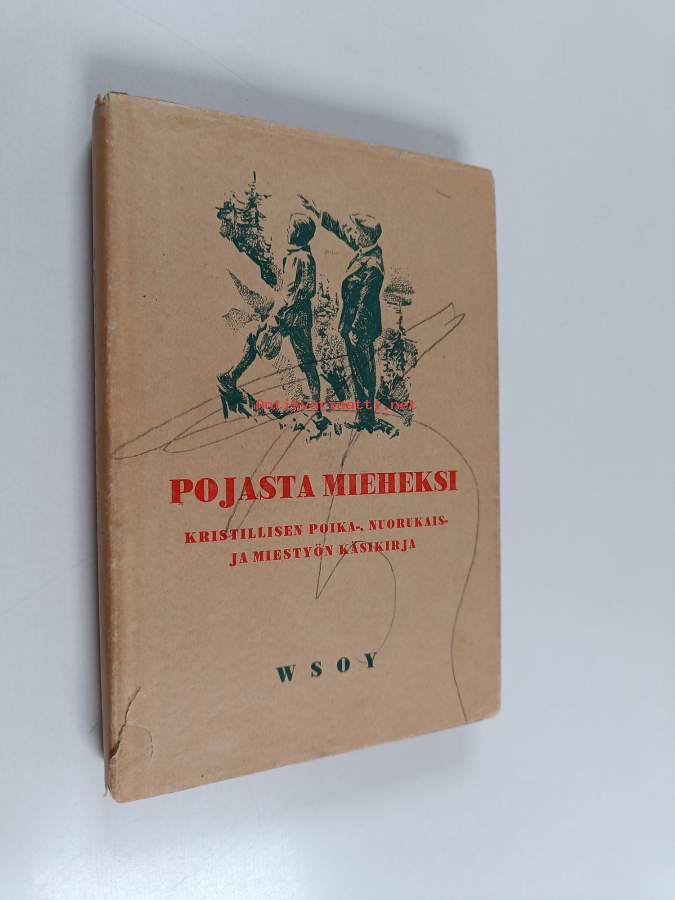 Antikvariaatti.net
POJASTA MIEHEKSI
KRISTILLISEN POIKA-, NUORUKAIS-
JA MIESTYÖN KÄSIKIRJA
WSOY